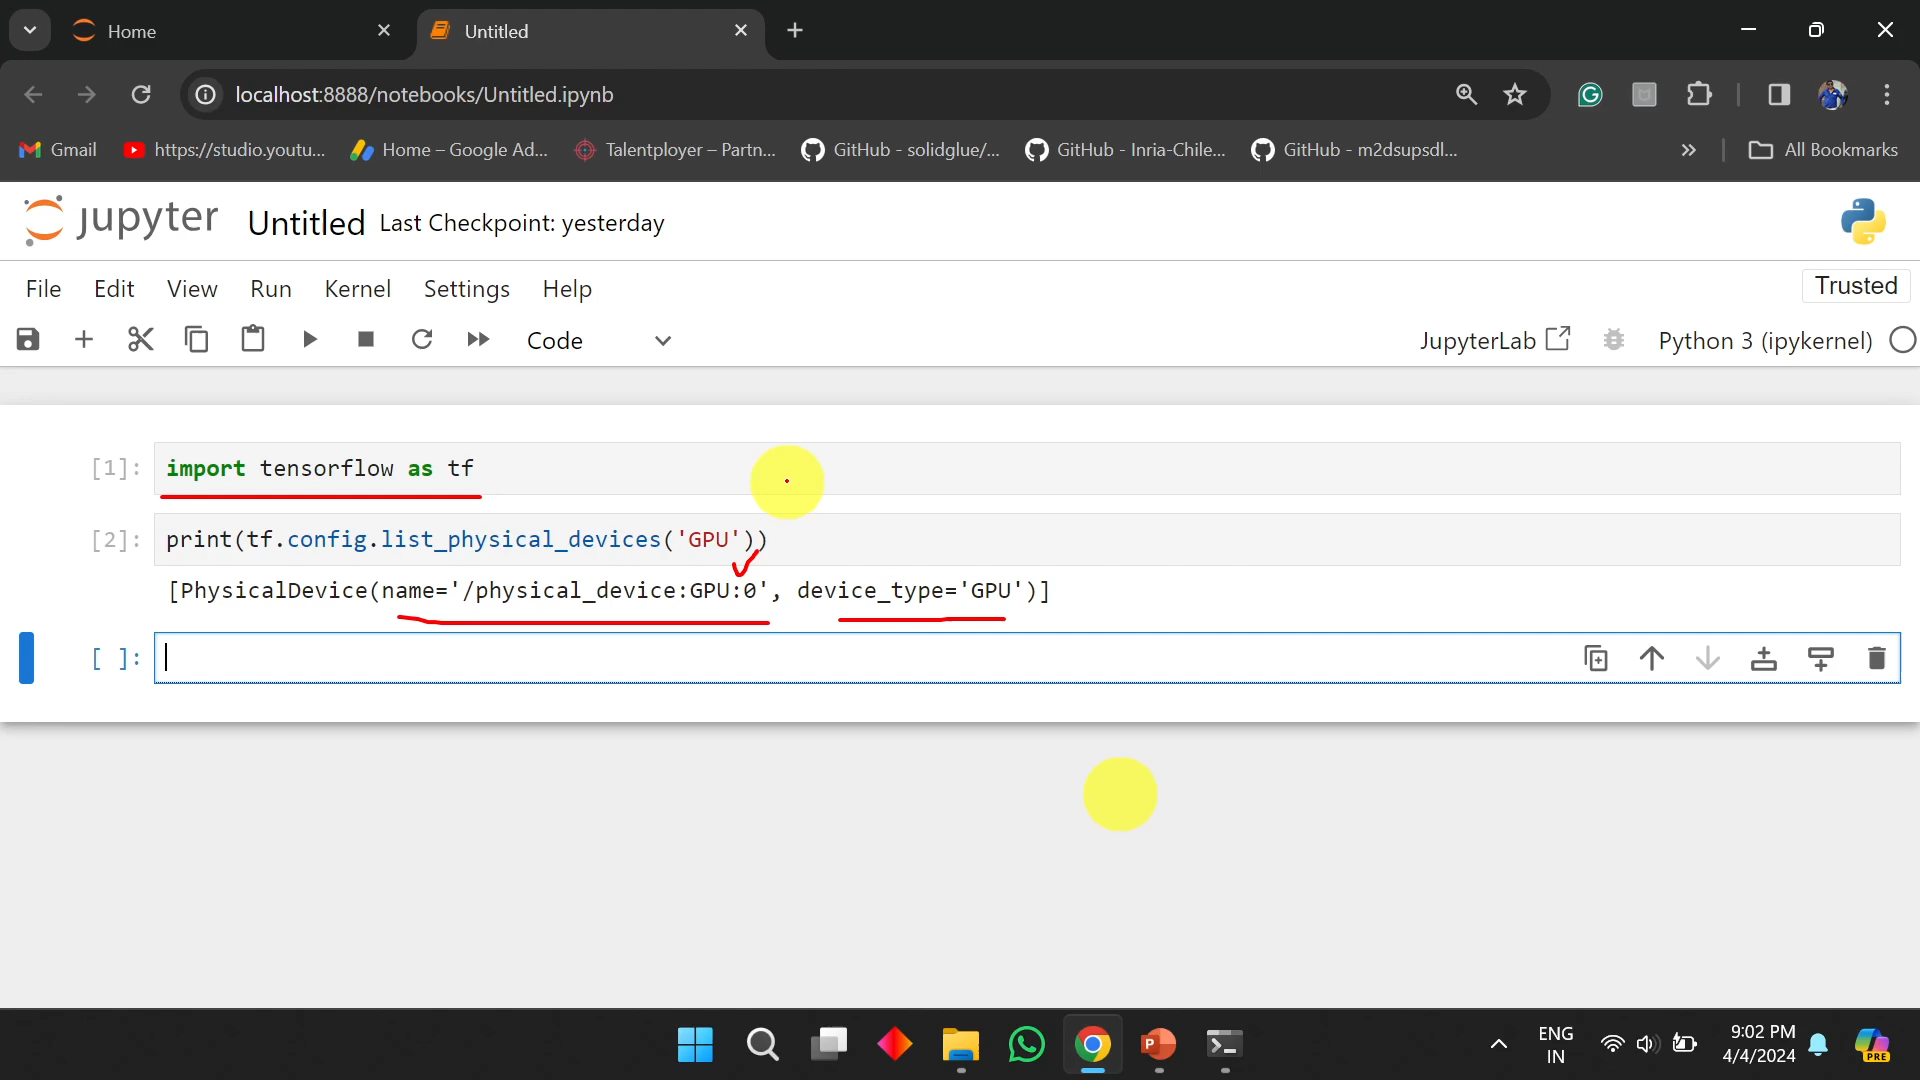 Home
Untitled
localhost:8888/notebooks/Untitled.ipynb
Gmail
https://studio.youtu...
Home – Google Ad...
Talentployer – Partn...
GitHub - solidglue/...
GitHub - Inria-Chile...
GitHub - m2dsupsdl...
All Bookmarks
jupyter Untitled Last Checkpoint: yesterday
File Edit View Run Kernel Settings Help
Trusted
Code
JupyterLab
Python 3 (ipykernel)
[1]: import tensorflow as tf
[2]: print(tf.config.list_physical_devices('GPU'))
[PhysicalDevice(name='/physical_device:GPU:0', device_type='GPU')]
[ ]:
ENG
IN
9:02 PM
4/4/2024
PRE